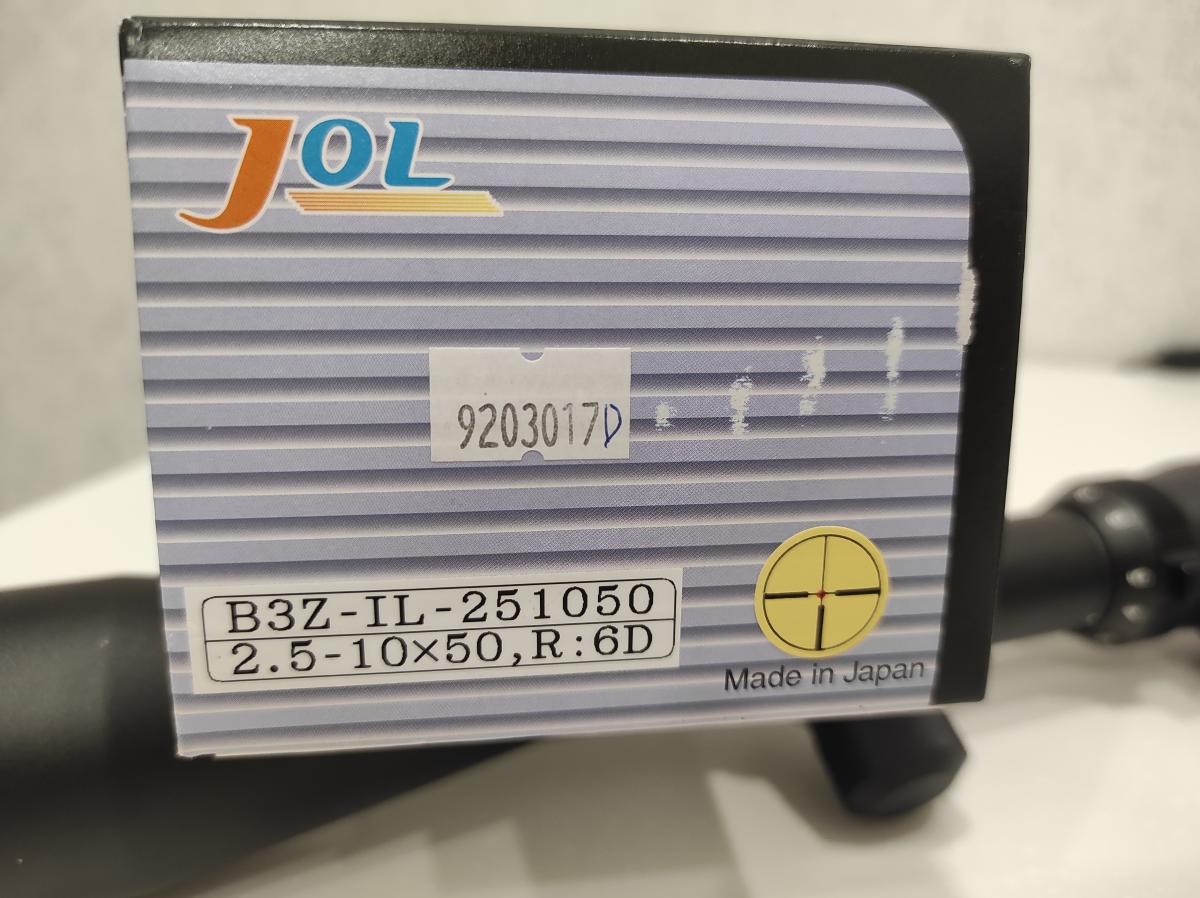 JOL
9203017D
B3Z-IL-251050
2.5-10×50,R:6D
Made in Japan